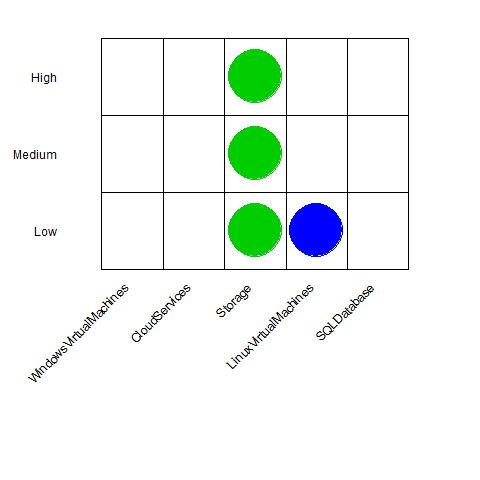 High
Medium
Low
WindowsVirtualMachines
CloudServices
Storage
LinuxVirtualMachines
SQLDatabase